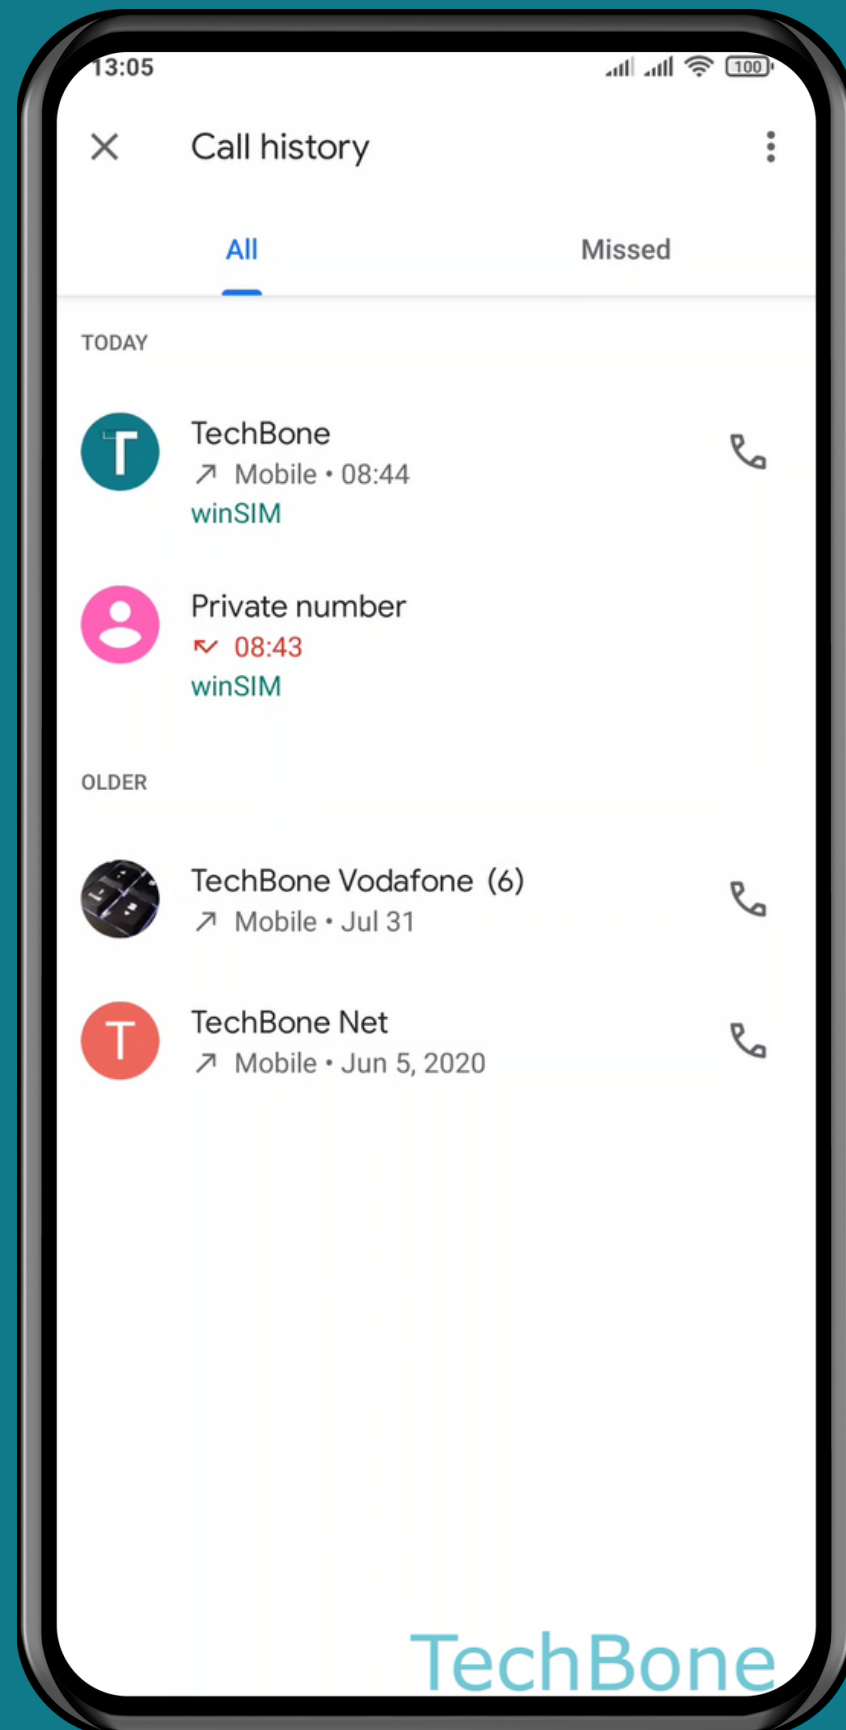 13:05
100
Call history
All
Missed
TODAY
T
TechBone
Mobile • 08:44
winSIM
Private number
08:43
winSIM
OLDER
TechBone Vodafone (6)
Mobile • Jul 31
T
TechBone Net
Mobile • Jun 5, 2020
TechBone